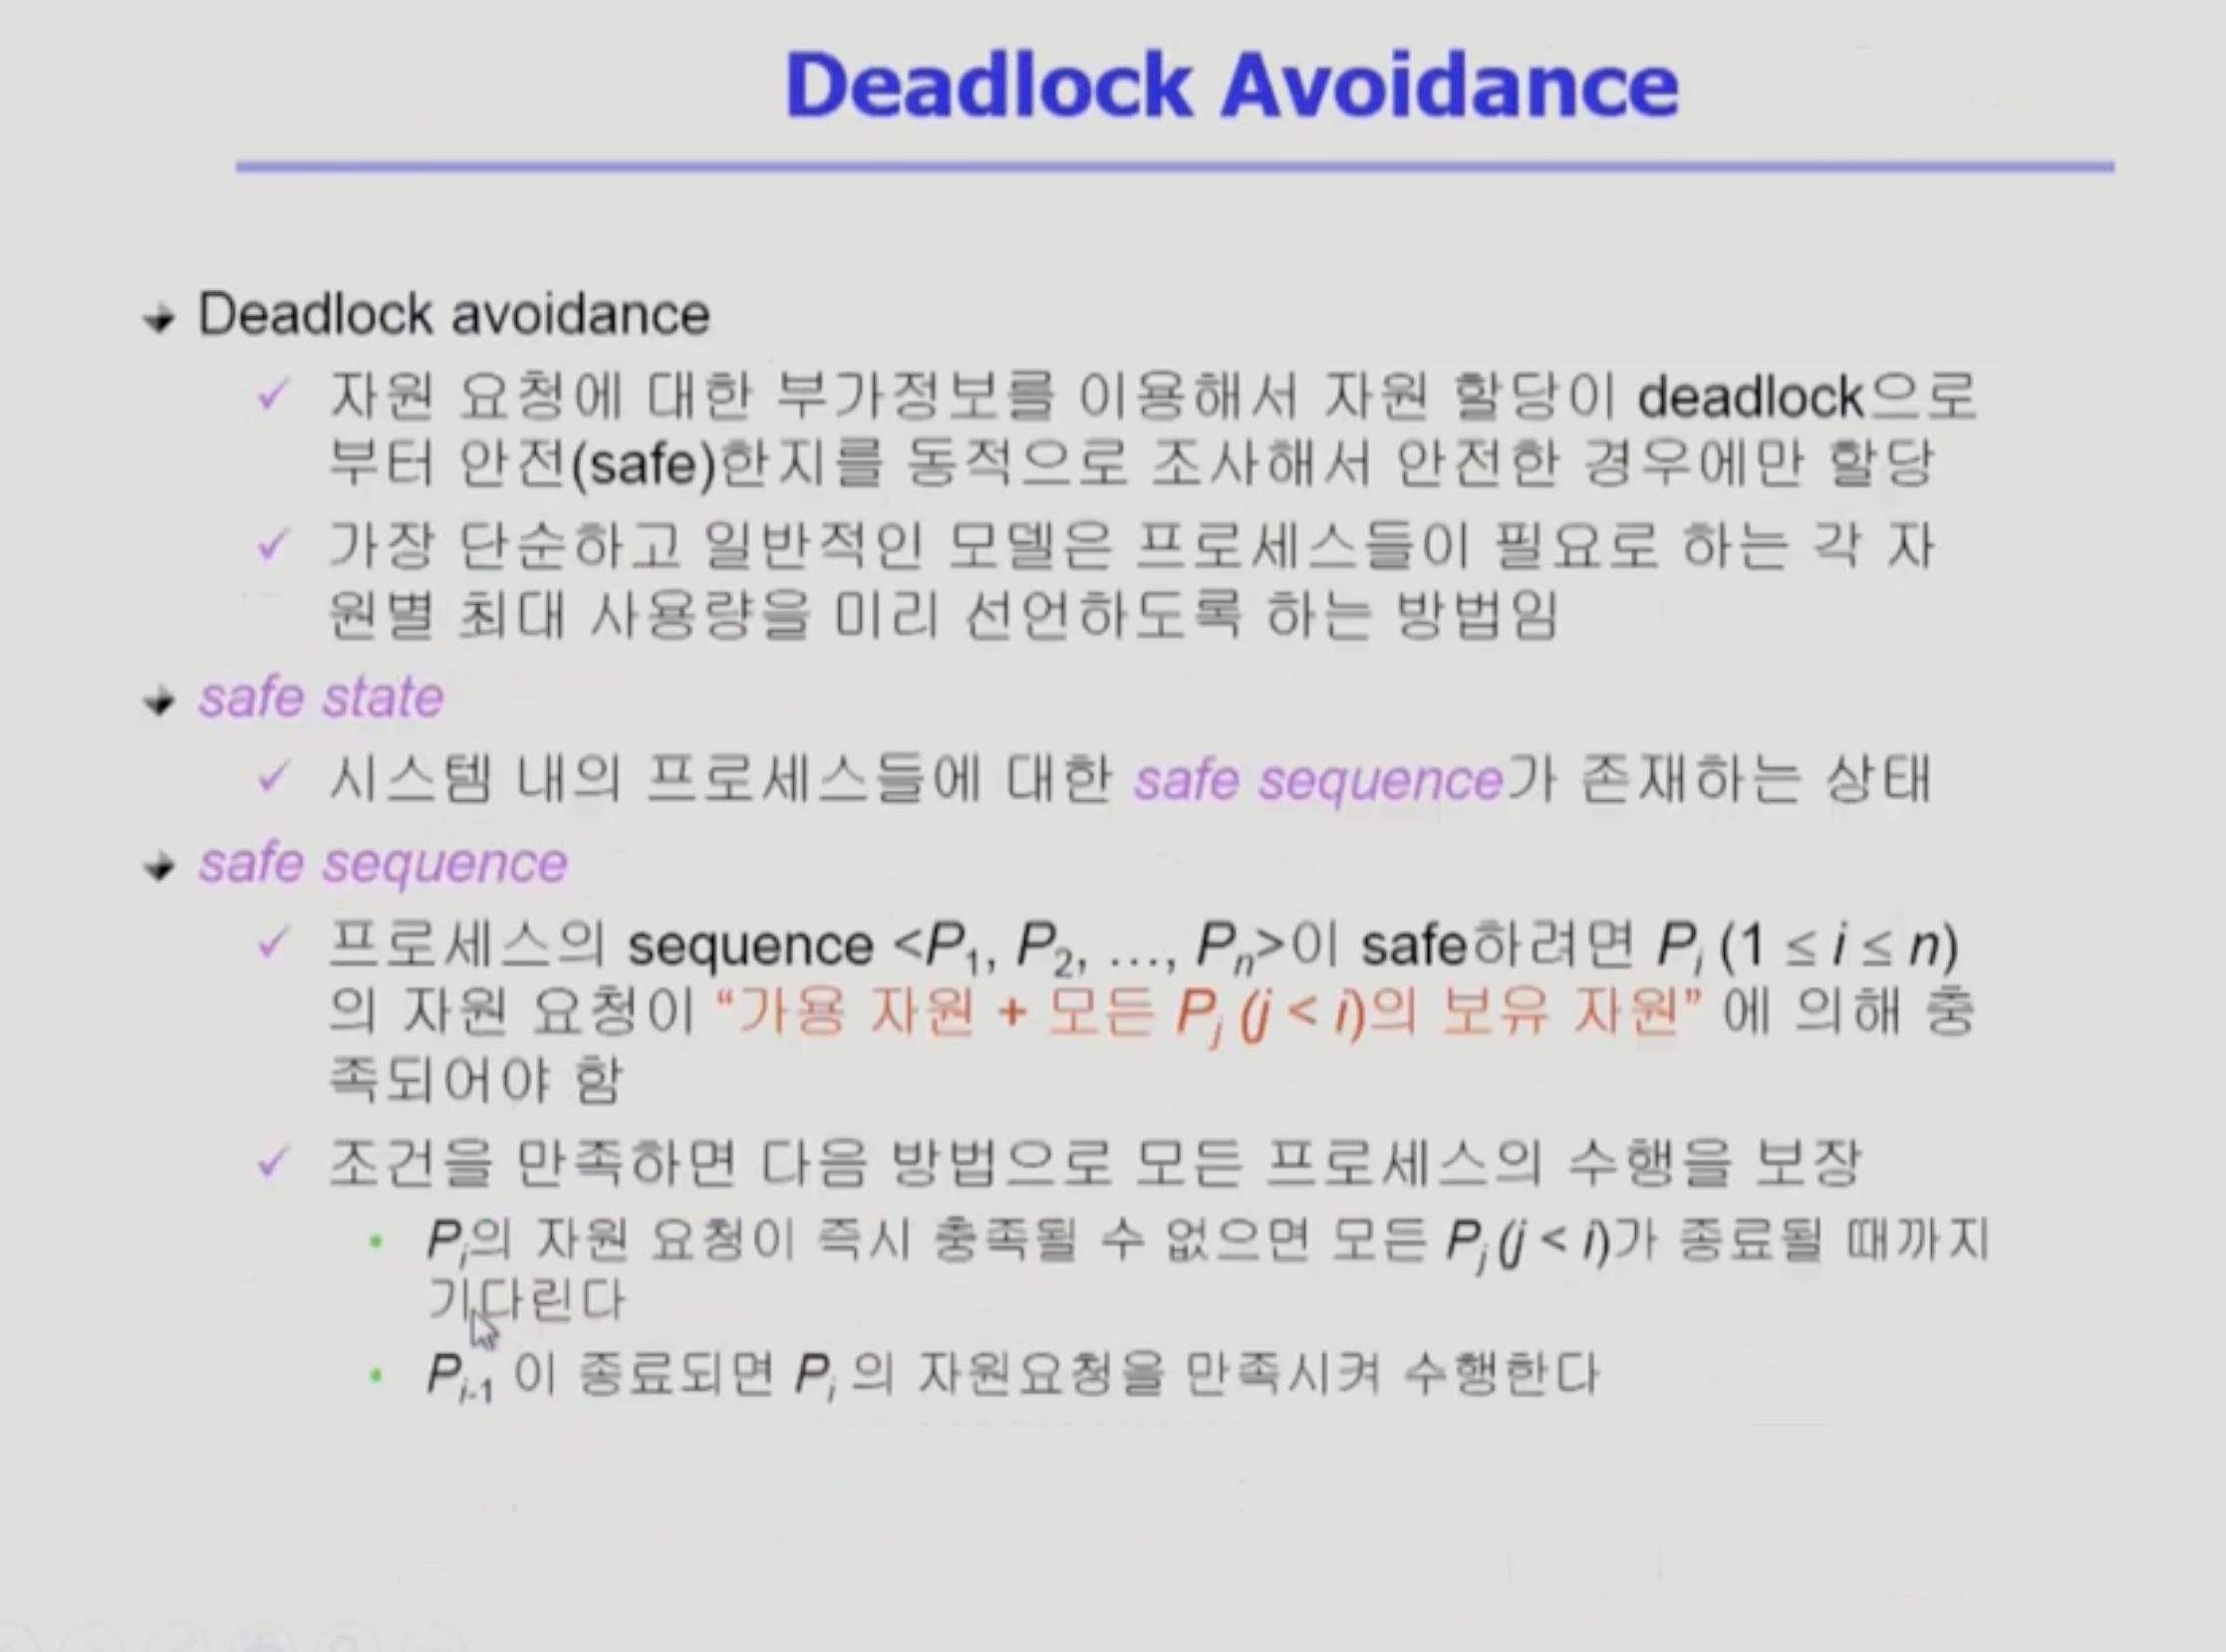 Deadlock Avoidance
Deadlock avoidance
자원 요청에 대한 부가정보를 이용해서 자원 할당이 deadlock으로
부터 안전(safe)한지를 동적으로 조사해서 안전한 경우에만 할당
가장 단순하고 일반적인 모델은 프로세스들이 필요로 하는 각 자
원별 최대 사용량을 미리 선언하도록 하는 방법임
safe state
시스템 내의 프로세스들에 대한 safe sequence가 존재하는 상태
safe sequence
프로세스의 sequence <P1, P2, …, Pn>이 safe하려면 Pi (1 ≤ i ≤ n)
의 자원 요청이 “가용 자원 + 모든 Pj (j < i)의 보유 자원” 에 의해 충
족되어야 함
조건을 만족하면 다음 방법으로 모든 프로세스의 수행을 보장
Pi의 자원 요청이 즉시 충족될 수 없으면 모든 Pj (j < i)가 종료될 때까지
기다린다
Pi-1 이 종료되면 Pi 의 자원요청을 만족시켜 수행한다